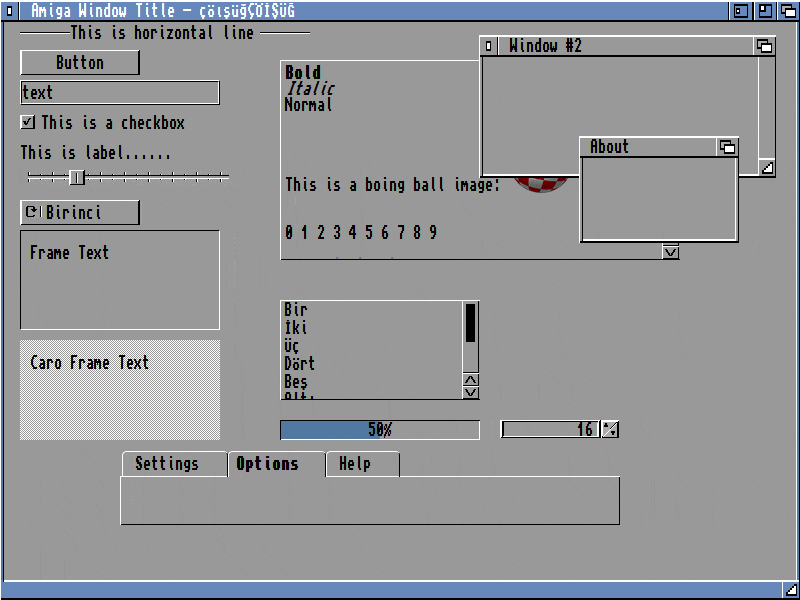 Amiga Window Title - çöışüğÇÖİŞÜĞ
This is horizontal line
Button
text
This is a checkbox
This is label......
Birinci
Frame Text
Caro Frame Text
Bold
Italic
Normal
This is a boing ball image:
0 1 2 3 4 5 6 7 8 9
Window #2
About
Bir
İki
Üç
Dört
Beş
50%
16
Settings
Options
Help